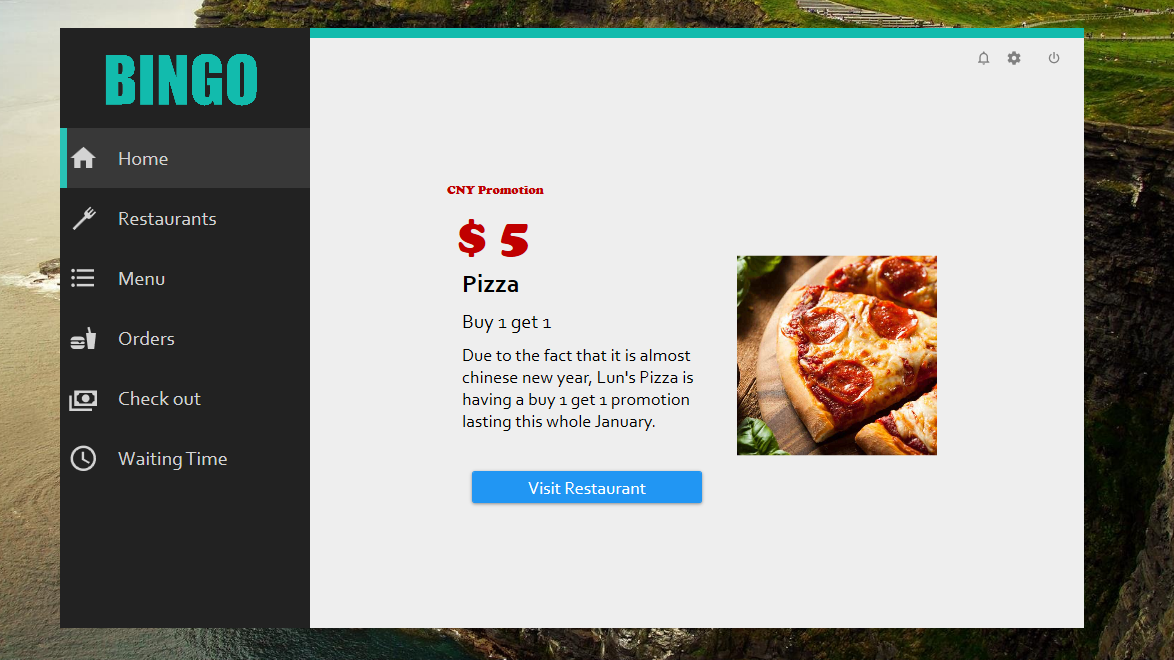 BINGO
Home
Restaurants
Menu
Orders
Check out
Waiting Time
CNY Promotion
$ 5
Pizza
Buy 1 get 1
Due to the fact that it is almost
chinese new year, Lun's Pizza is
having a buy 1 get 1 promotion
lasting this whole January.
Visit Restaurant